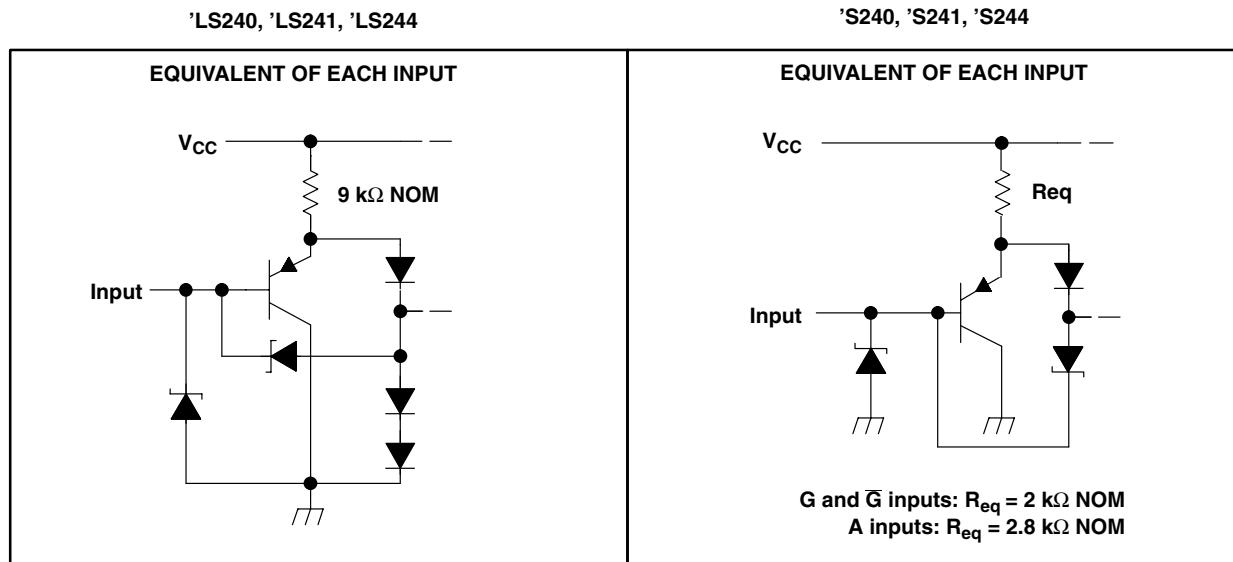 ’LS240, ’LS241, ’LS244
EQUIVALENT OF EACH INPUT
VCC
9 kΩ NOM
Input
’S240, ’S241, ’S244
EQUIVALENT OF EACH INPUT
VCC
Req
Input
G and G̅ inputs: Req = 2 kΩ NOM
A inputs: Req = 2.8 kΩ NOM